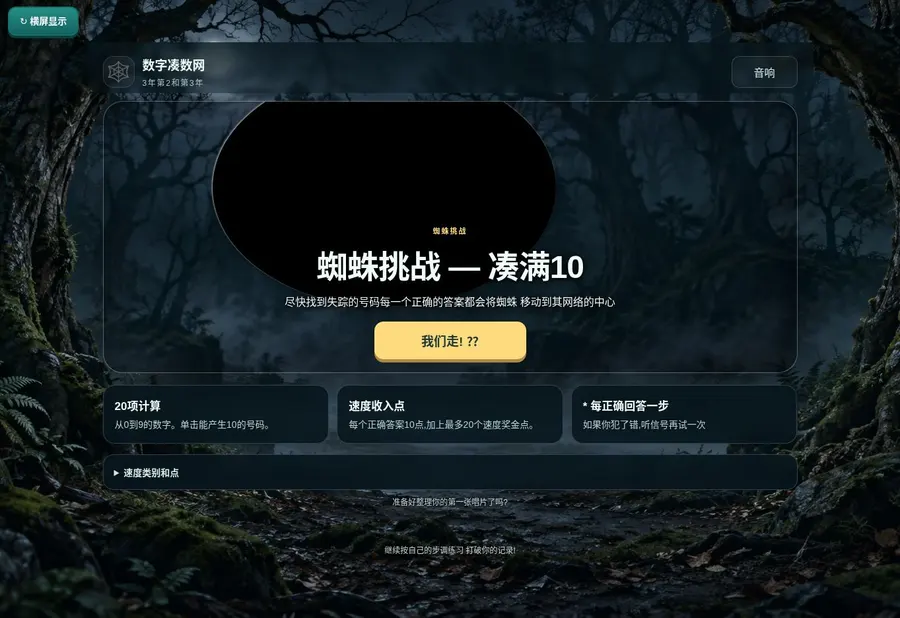 ↻ 横屏显示
数字凑数网
3年第2和第3年
音响
蜘蛛挑战
蜘蛛挑战 — 凑满10
尽快找到失踪的号码每一个正确的答案都会将蜘蛛 移动到其网络的中心
我们走! ??
20项计算
从0到9的数字。单击能产生10的号码。
速度收入点
每个正确答案10点,加上最多20个速度奖金点。
* 每正确回答一步
如果你犯了错,听信号再试一次
▶ 速度类别和点
准备好整理你的第一张唱片了吗?
继续按自己的步调练习 打破你的记录!